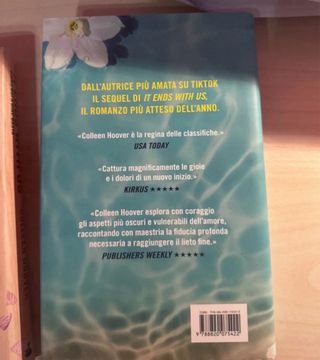 DALL'AUTRICE PIÙ AMATA SU TIKTOK
IL SEQUEL DI IT ENDS WITH US,
IL ROMANZO PIÙ ATTESO DELL'ANNO.
«Colleen Hoover è la regina delle classifiche.»
USA TODAY
«Cattura magnificamente le gioie
e i dolori di un nuovo inizio.»
KIRKUS ★★★★★
«Colleen Hoover esplora con coraggio
gli aspetti più oscuri e vulnerabili dell'amore,
raccontando con maestria la fiducia profonda
necessaria a raggiungere il lieto fine.»
PUBLISHERS WEEKLY ★★★★★
9 788820 075422